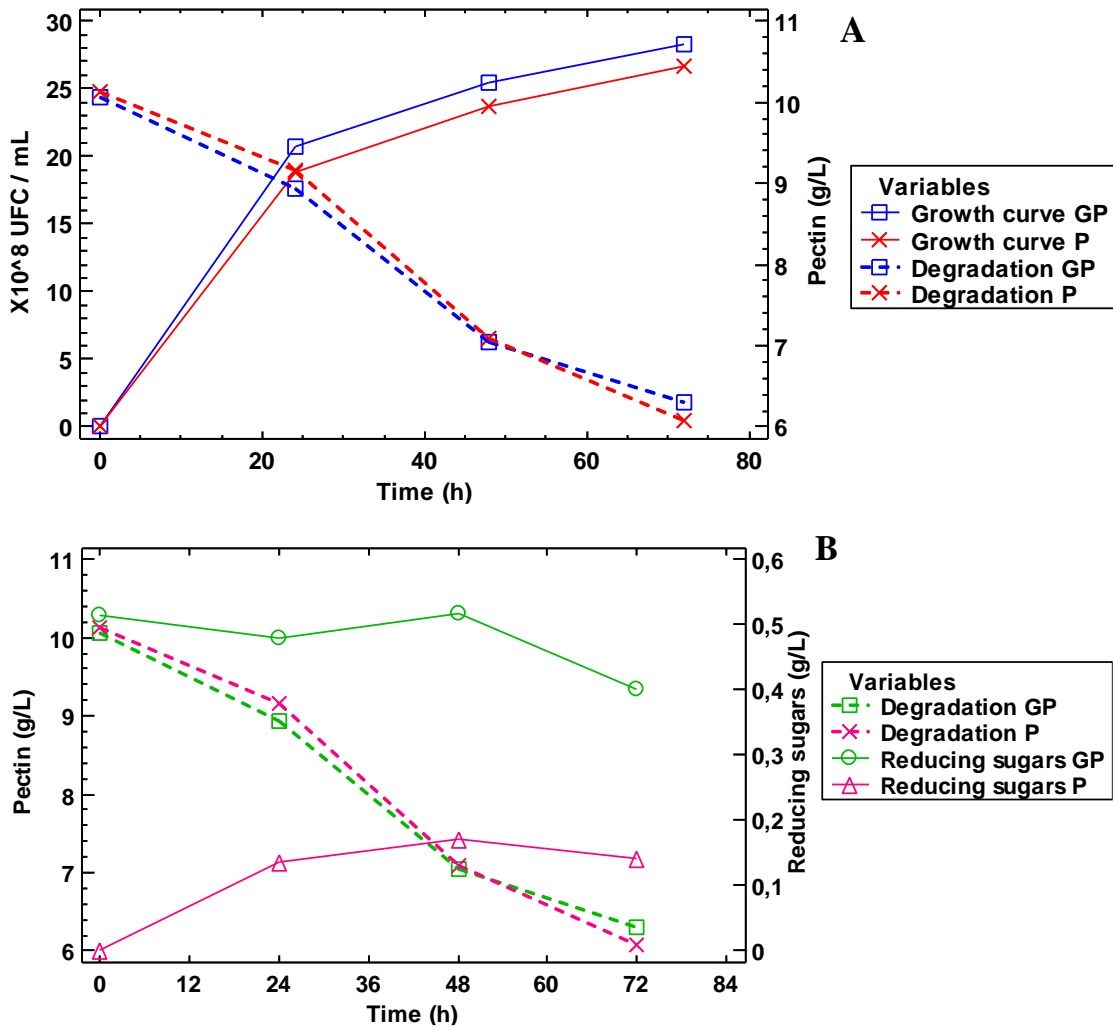 A
30
25
20
15
10
5
0
X10^8 UFC / mL
11
10
9
8
7
6
Pectin (g/L)
0 20 40 60 80
Time (h)
Variables
Growth curve GP
Growth curve P
Degradation GP
Degradation P
B
11
10
9
8
7
6
Pectin (g/L)
0,6
0,5
0,4
0,3
0,2
0,1
0
Reducing sugars (g/L)
0 12 24 36 48 60 72 84
Time (h)
Variables
Degradation GP
Degradation P
Reducing sugars GP
Reducing sugars P